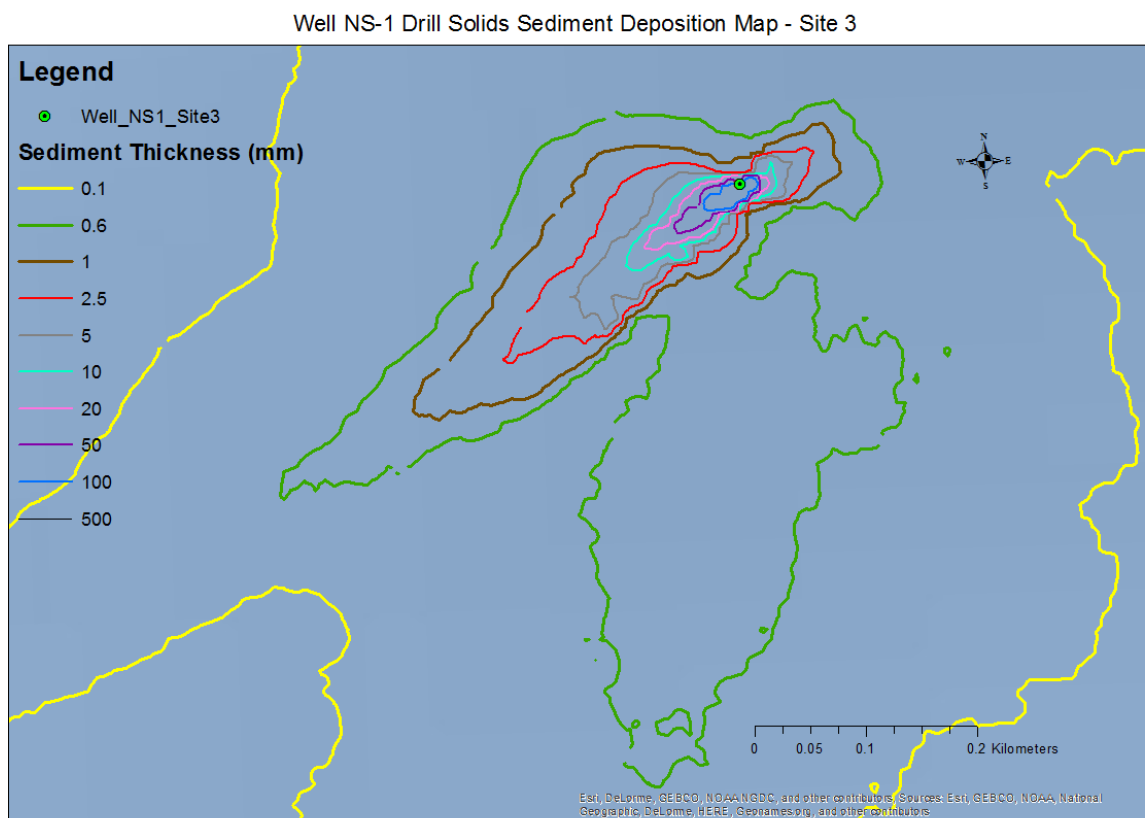 Well NS-1 Drill Solids Sediment Deposition Map - Site 3
Legend
Well_NS1_Site3
Sediment Thickness (mm)
0.1
0.6
1
2.5
5
10
20
50
100
500
N
W E
S
0 0.05 0.1 0.2 Kilometers
Esri, DeLorme, GEBCO, NOAA NGDC, and other contributors, Sources: Esri, GEBCO, NOAA, National
Geographic, DeLorme, HERE, Geonames.org, and other contributors